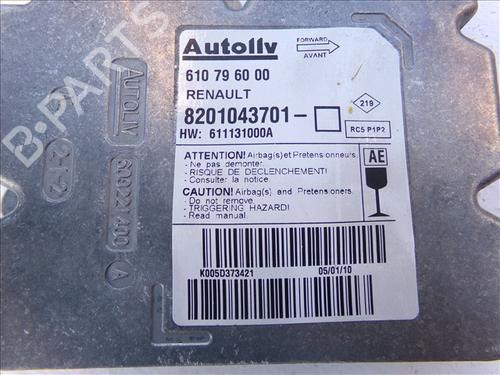 B-PARTS
AUTOLIV
219
A
Autoliv
FORWARD
AVANT
610 79 60 00
RENAULT
8201043701-
HW: 611131000A
219
RC5 P1P2
ATTENTION! Airbag(s)et Pretensionneurs
- Ne pas demonter.
- RISQUE DE DECLENCHEMENT!
- Consulter la notice.
AE
CAUTION! Airbag(s) and Pretensioners.
- Do not remove.
- TRIGGERING HAZARD!
- Read manual.
K005D373421
05/01/10